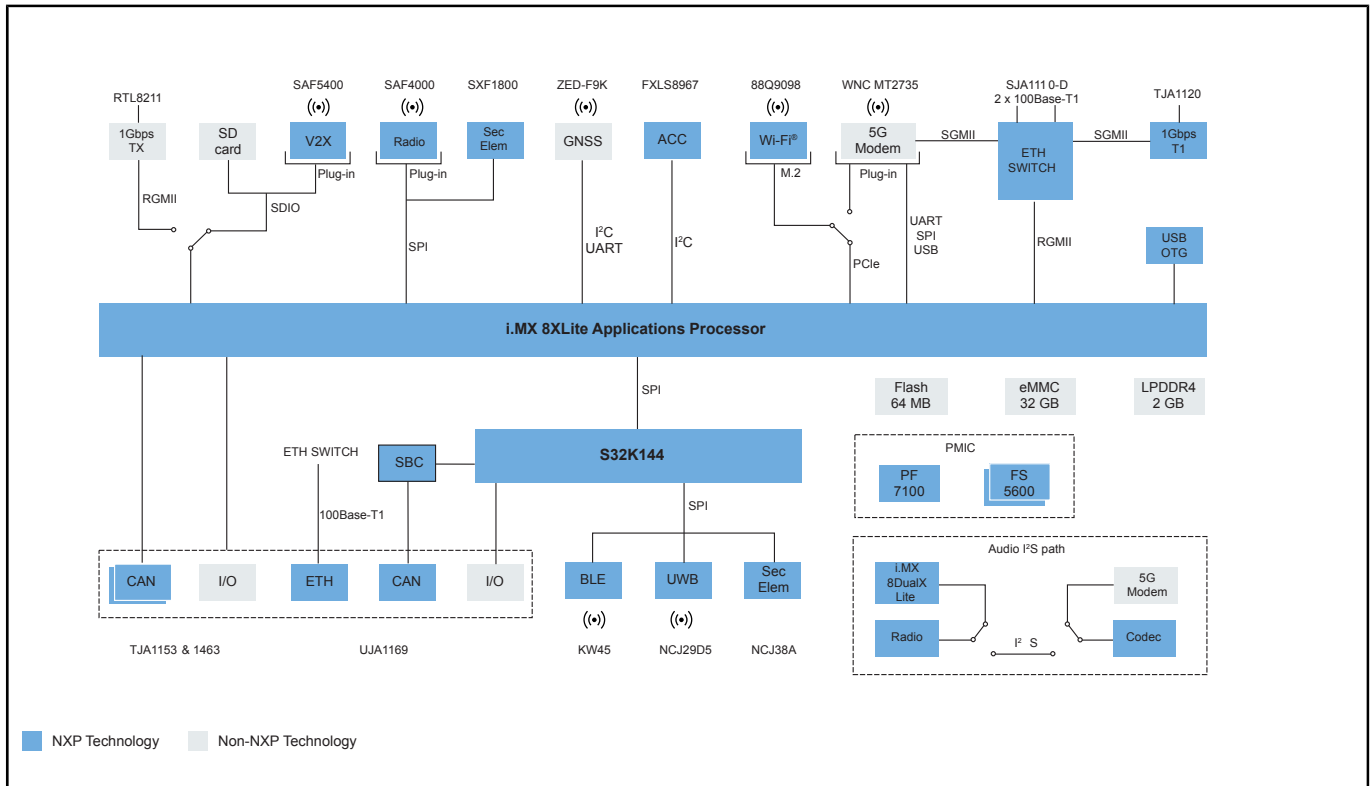 SAF5400
SAF4000
SXF1800
ZED-F9K
FXLS8967
88Q9098
WNC MT2735
SJA1110-D
2 x 100Base-T1
RTL8211
TJA1120
1Gbps
TX
SD
card
V2X
Radio
Sec
Elem
GNSS
ACC
Wi-Fi®
5G
Modem
SGMII
ETH
SWITCH
SGMII
1Gbps
T1
Plug-in
Plug-in
M.2
Plug-in
RGMII
SDIO
SPI
I²C
UART
I²C
PCIe
UART
SPI
USB
RGMII
USB
OTG
i.MX 8XLite Applications Processor
SPI
Flash
64 MB
eMMC
32 GB
LPDDR4
2 GB
ETH SWITCH
SBC
S32K144
PMIC
PF
7100
FS
5600
100Base-T1
SPI
CAN
I/O
ETH
CAN
I/O
BLE
UWB
Sec
Elem
Audio I²S path
i.MX
8DualX
Lite
5G
Modem
Radio
I² S
Codec
TJA1153 & 1463
UJA1169
KW45
NCJ29D5
NCJ38A
NXP Technology
Non-NXP Technology